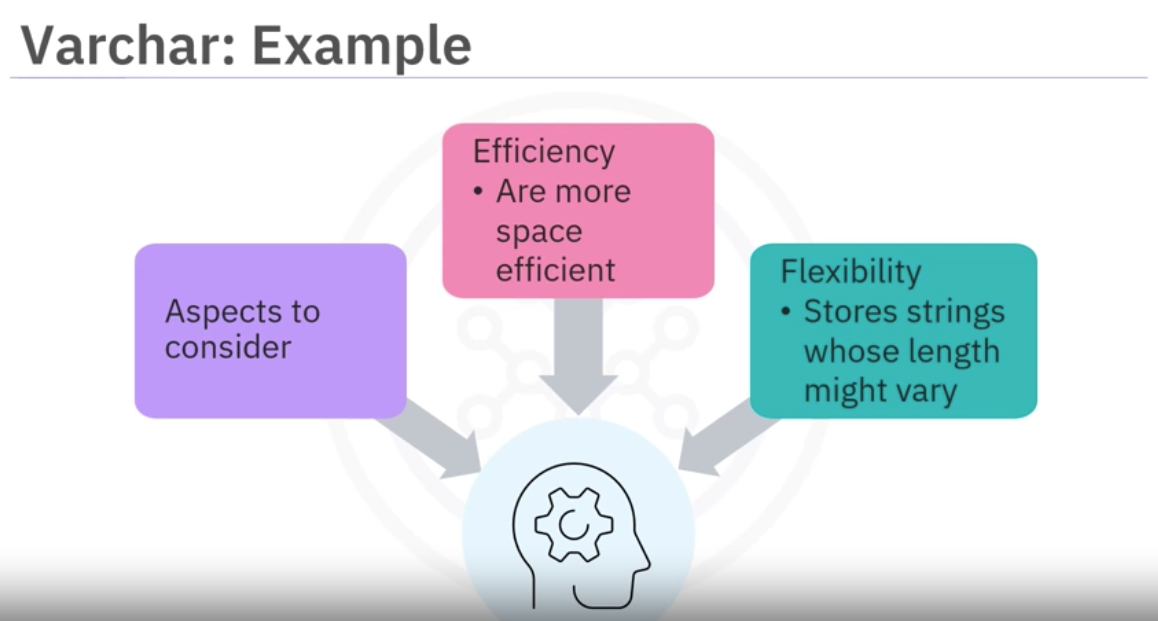 Varchar: Example
Aspects to
consider
Efficiency
• Are more
space
efficient
Flexibility
• Stores strings
whose length
might vary